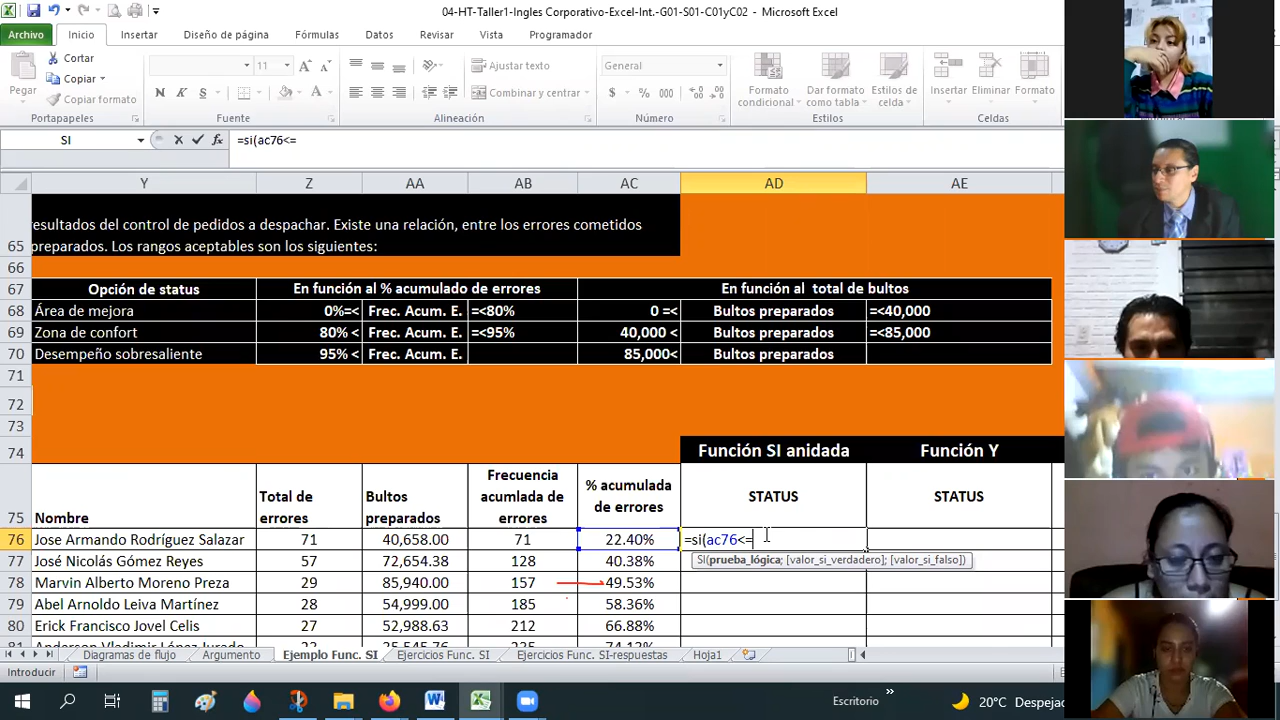 04-HT-Taller1-Ingles Corporativo-Excel-Int.-G01-S01-C01yC02 - Microsoft Excel
Archivo Inicio Insertar Diseño de página Fórmulas Datos Revisar Vista Programador
Pegar
Cortar
Copiar
Copiar formato
Portapapeles
11
N K S
Fuente
Ajustar texto
Combinar y centrar
Alineación
General
$ % 000
Número
Formato condicional
Dar formato como tabla
Estilos de celda
Estilos
Insertar Eliminar Formato
Celdas
SI
fx =si(ac76<=
Y Z AA AB AC AD AE
65 resultados del control de pedidos a despachar. Existe una relación, entre los errores cometidos
preparados. Los rangos aceptables son los siguientes:
66
67 Opción de status En función al % acumulado de errores En función al total de bultos
68 Área de mejora 0%=< Frec. Acum. E. =<80% 0 =< Bultos preparados =<40,000
69 Zona de confort 80% < Frec. Acum. E. =<95% 40,000 < Bultos preparados =<85,000
70 Desempeño sobresaliente 95% < Frec. Acum. E. 85,000< Bultos preparados
71
72
73
74 Función SI anidada Función Y
75 Nombre Total de errores Bultos preparados Frecuencia acumlada de errores % acumulada de errores STATUS STATUS
76 Jose Armando Rodríguez Salazar 71 40,658.00 71 22.40% =si(ac76<=
SI(prueba_lógica; [valor_si_verdadero]; [valor_si_falso])
77 José Nicolás Gómez Reyes 57 72,654.38 128 40.38%
78 Marvin Alberto Moreno Preza 29 85,940.00 157 49.53%
79 Abel Arnoldo Leiva Martínez 28 54,999.00 185 58.36%
80 Erick Francisco Jovel Celis 27 52,988.63 212 66.88%
81
Diagramas de flujo Argumento Ejemplo Func. SI Ejercicios Func. SI Ejercicios Func. SI-respuestas Hoja1
Introducir
Escritorio » 20°C Despejado